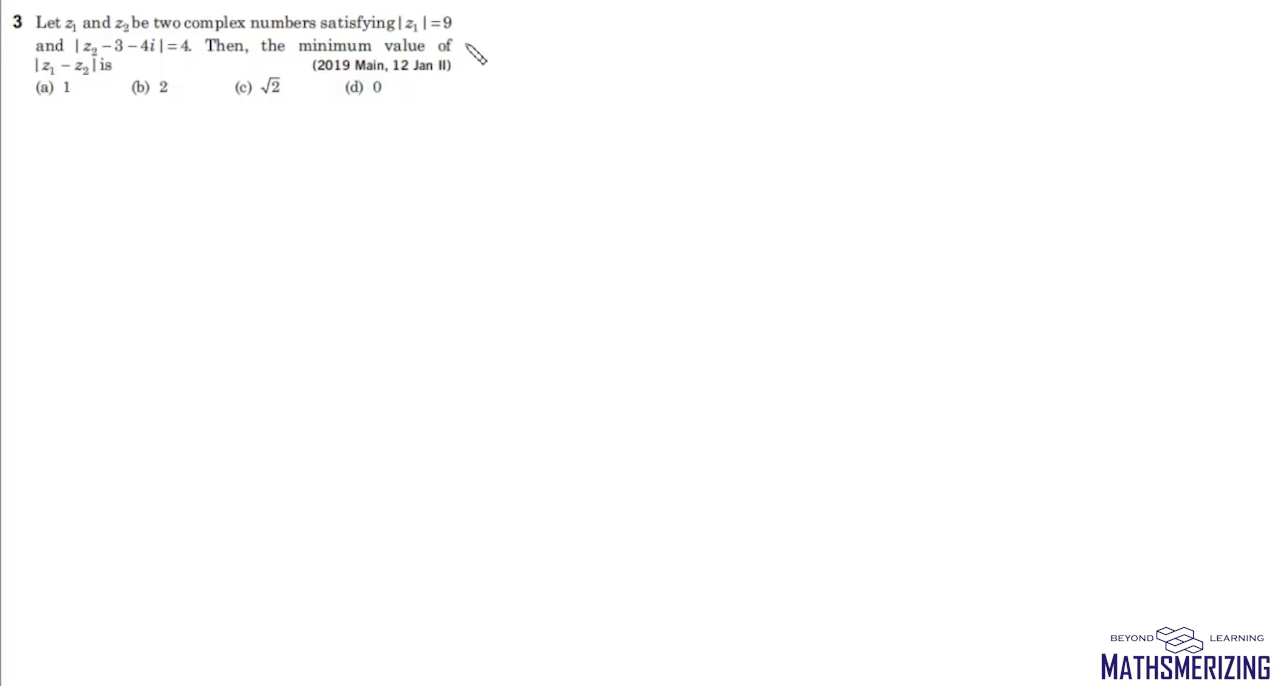 3 Let z₁ and z₂ be two complex numbers satisfying | z₁ | = 9
and | z₂ − 3 − 4i | = 4. Then, the minimum value of
| z₁ − z₂ | is (2019 Main, 12 Jan II)
(a) 1 (b) 2 (c) √2 (d) 0
BEYOND LEARNING
MATHSMERIZING